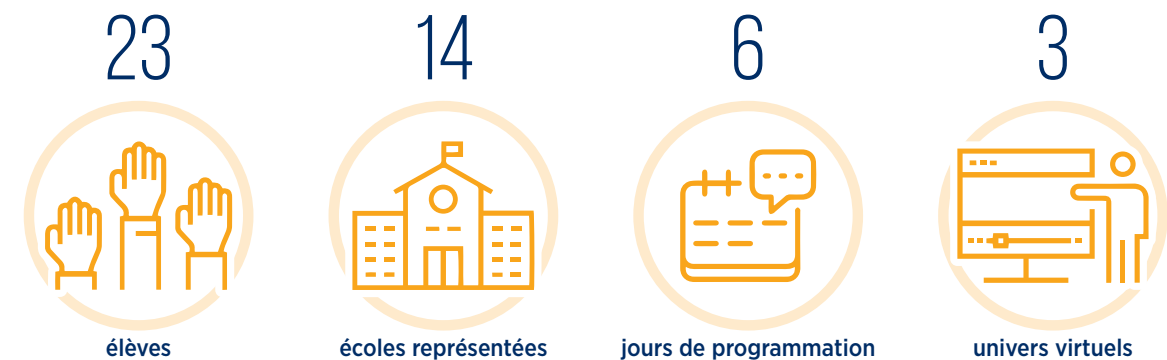 23
élèves
14
écoles représentées
6
jours de programmation
3
univers virtuels